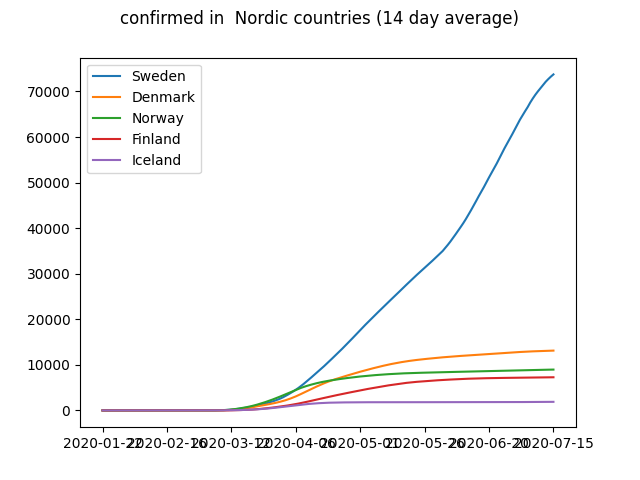 confirmed in  Nordic countries (14 day average)
Sweden
Denmark
Norway
Finland
Iceland
70000
60000
50000
40000
30000
20000
10000
0
2020-01-22 2020-02-16 2020-03-12 2020-04-06 2020-05-01 2020-05-26 2020-06-20 2020-07-15